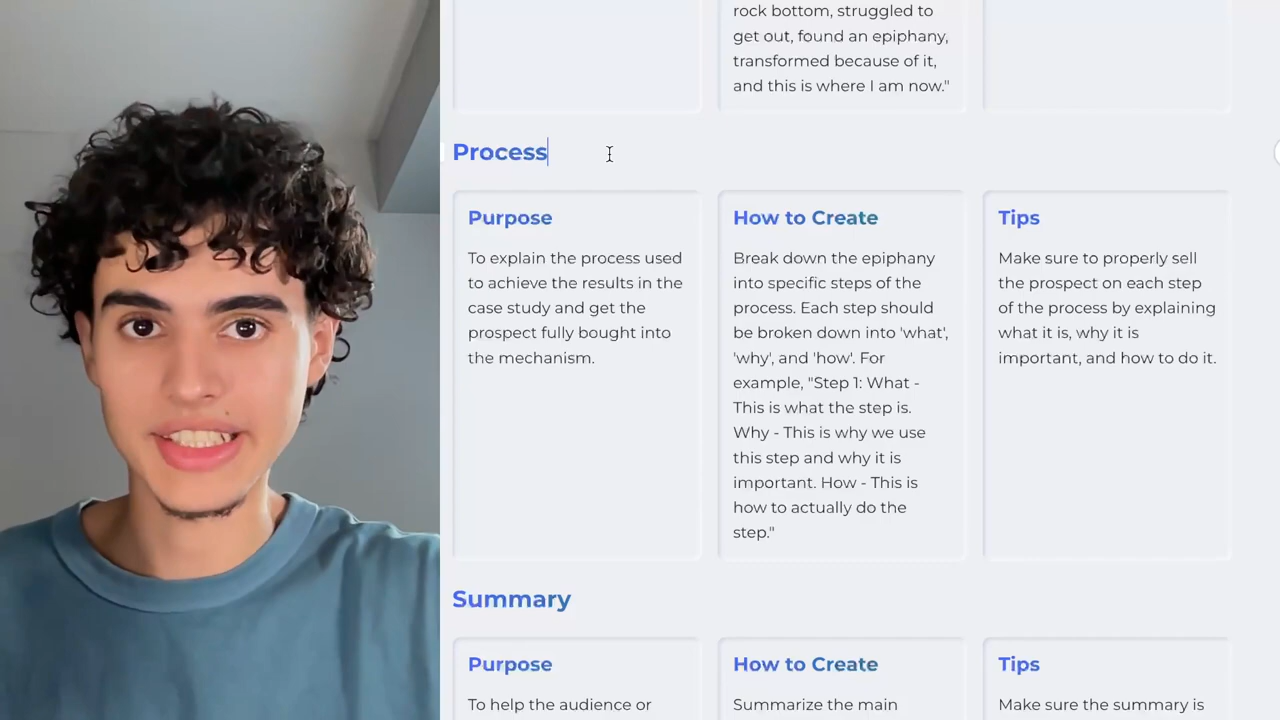 rock bottom, struggled to
get out, found an epiphany,
transformed because of it,
and this is where I am now."
Process
Purpose
To explain the process used
to achieve the results in the
case study and get the
prospect fully bought into
the mechanism.
How to Create
Break down the epiphany
into specific steps of the
process. Each step should
be broken down into 'what',
'why', and 'how'. For
example, "Step 1: What -
This is what the step is.
Why - This is why we use
this step and why it is
important. How - This is
how to actually do the
step."
Tips
Make sure to properly sell
the prospect on each step
of the process by explaining
what it is, why it is
important, and how to do it.
Summary
Purpose
To help the audience or
How to Create
Summarize the main
Tips
Make sure the summary is